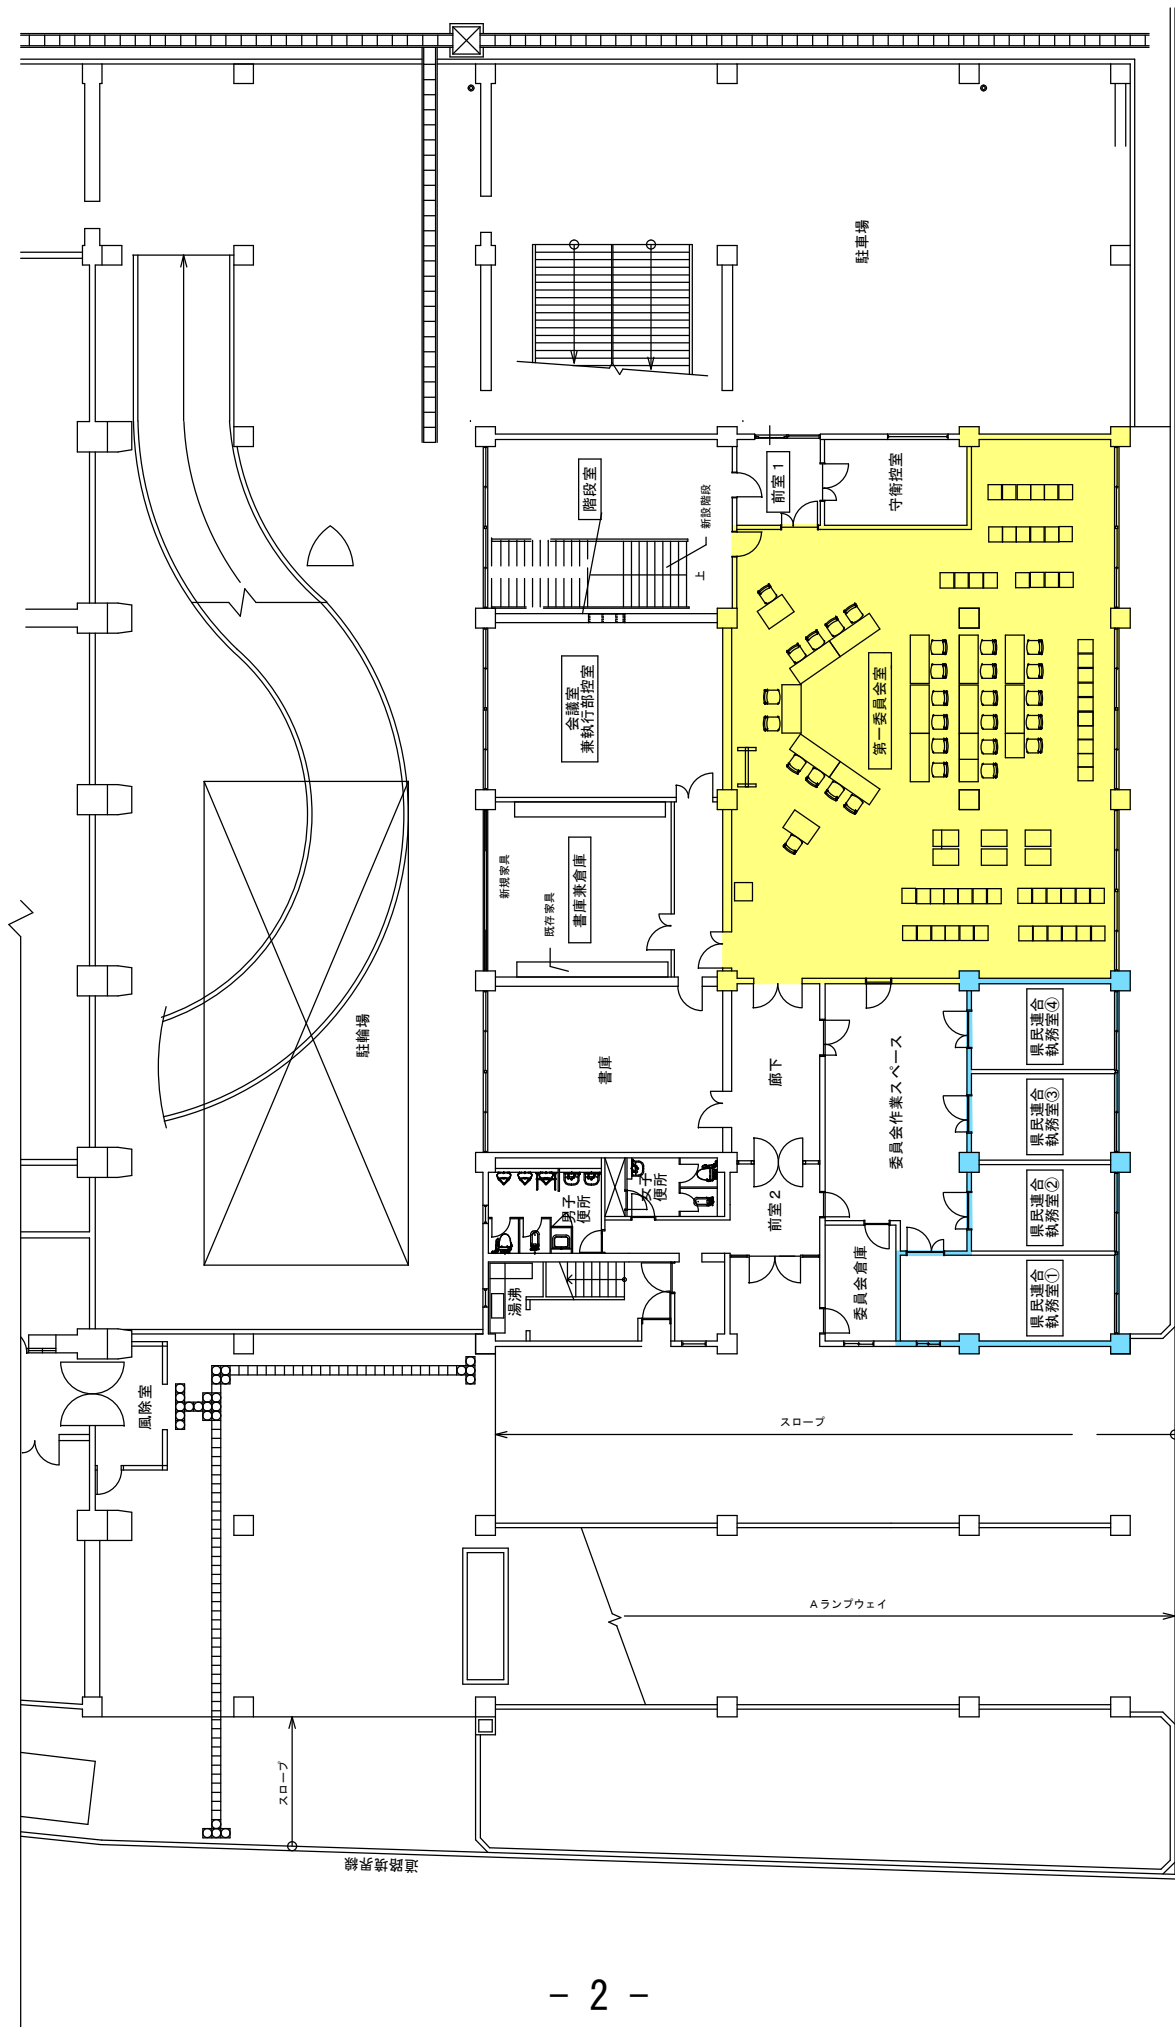 駐車場
階段室
新設階段
上
前室1
守衛控室
会議室
兼執行部控室
第一委員会室
新規家具
既存家具
書庫兼倉庫
駐輪場
書庫
廊下
委員会作業スペース
県民連合
執務室④
県民連合
執務室③
県民連合
執務室②
県民連合
執務室①
男子
便所
女子
便所
前室2
委員会倉庫
湯沸
風除室
スロープ
Aランプウェイ
スロープ
道路境界線
- 2 -